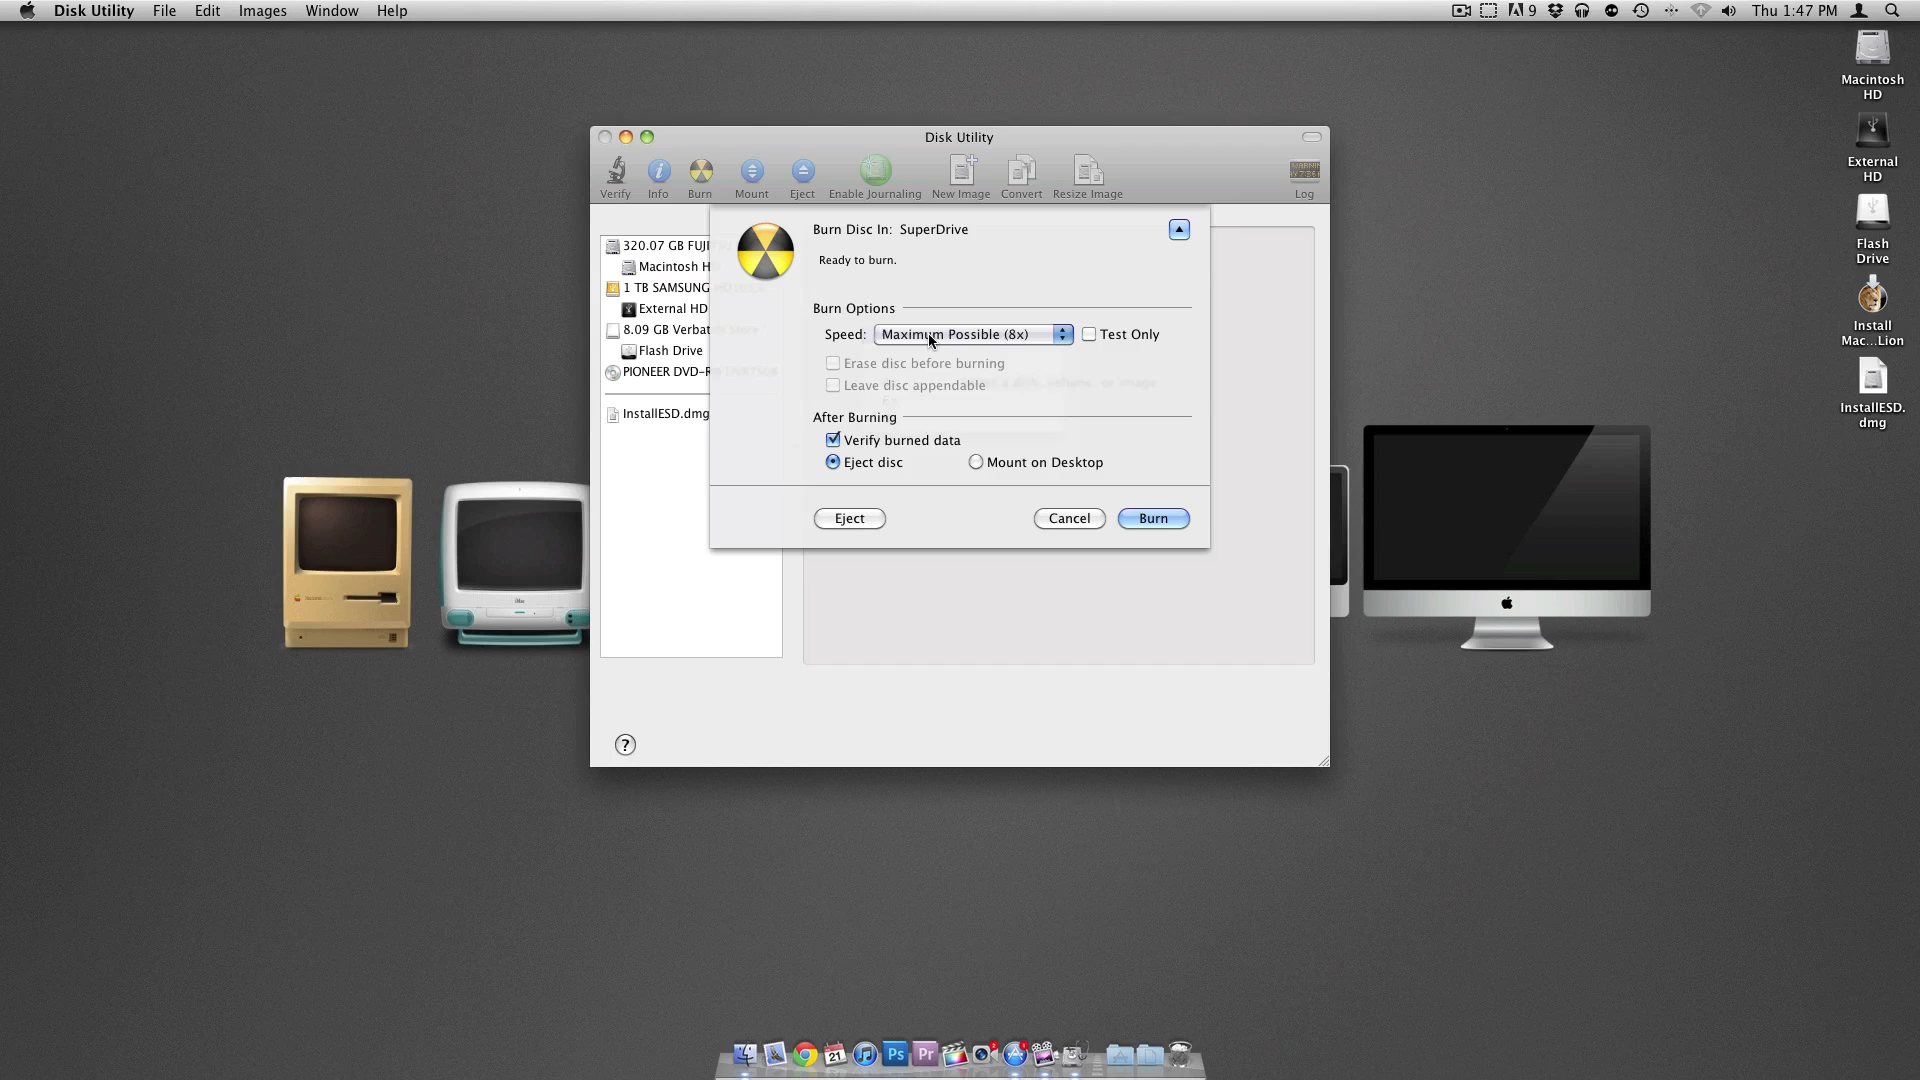 Disk Utility File Edit Images Window Help
9 Thu 1:47 PM
Macintosh
HD
External
HD
Flash
Drive
Install
Mac...Lion
InstallESD.
dmg
Disk Utility
Verify Info Burn Mount Eject Enable Journaling New Image Convert Resize Image Log
320.07 GB FUJI
Macintosh H
1 TB SAMSUNG
External HD
8.09 GB Verbat
Flash Drive
PIONEER DVD-R
InstallESD.dmg
Burn Disc In: SuperDrive
Ready to burn.
Burn Options
Speed: Maximum Possible (8x) Test Only
Erase disc before burning
Leave disc appendable
After Burning
Verify burned data
Eject disc Mount on Desktop
Eject Cancel Burn
?
21 Ps Pr